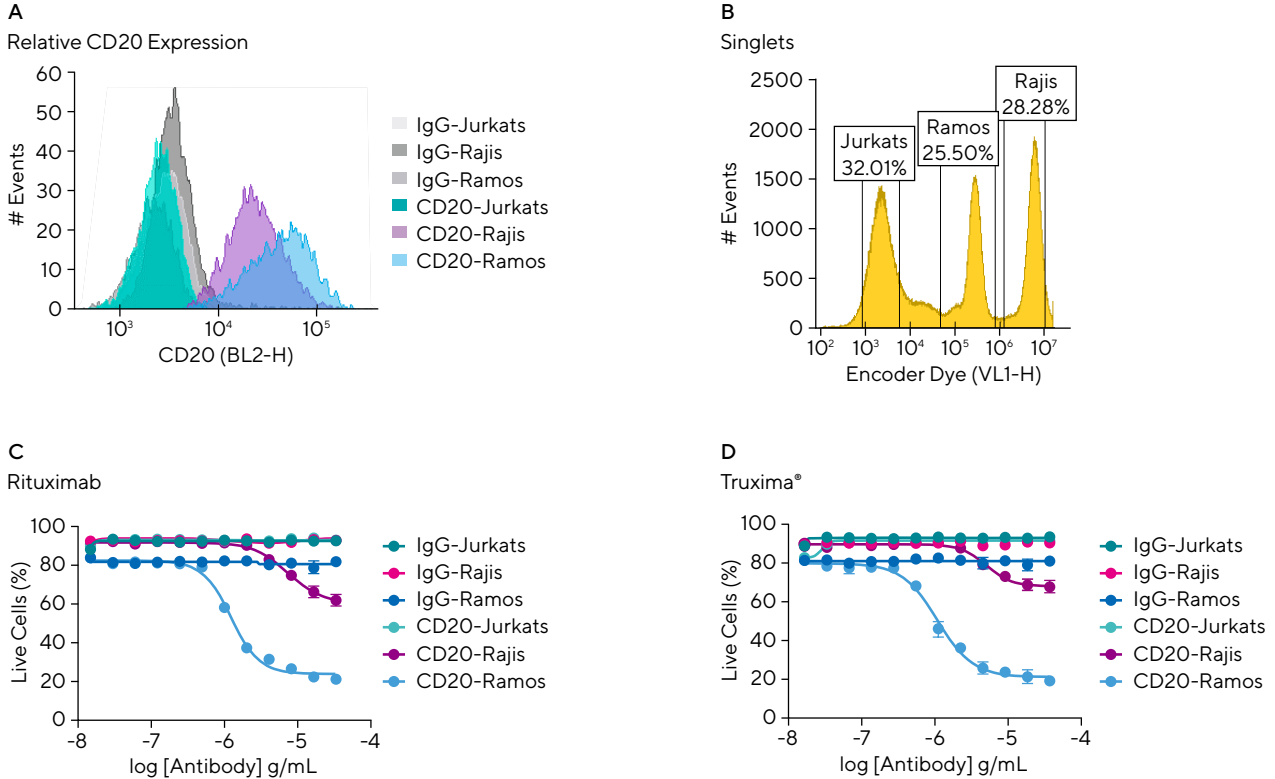 A
Relative CD20 Expression
60
50
40
30
20
10
0
# Events
10³
10⁴
10⁵
CD20 (BL2-H)
IgG-Jurkats
IgG-Rajis
IgG-Ramos
CD20-Jurkats
CD20-Rajis
CD20-Ramos
B
Singlets
2500
2000
1500
1000
500
0
# Events
Jurkats
32.01%
Ramos
25.50%
Rajis
28.28%
10²
10³
10⁴
10⁵
10⁶
10⁷
Encoder Dye (VL1-H)
C
Rituximab
100
80
60
40
20
0
Live Cells (%)
-8
-7
-6
-5
-4
log [Antibody] g/mL
IgG-Jurkats
IgG-Rajis
IgG-Ramos
CD20-Jurkats
CD20-Rajis
CD20-Ramos
D
Truxima®
100
80
60
40
20
0
Live Cells (%)
-8
-7
-6
-5
-4
log [Antibody] g/mL
IgG-Jurkats
IgG-Rajis
IgG-Ramos
CD20-Jurkats
CD20-Rajis
CD20-Ramos